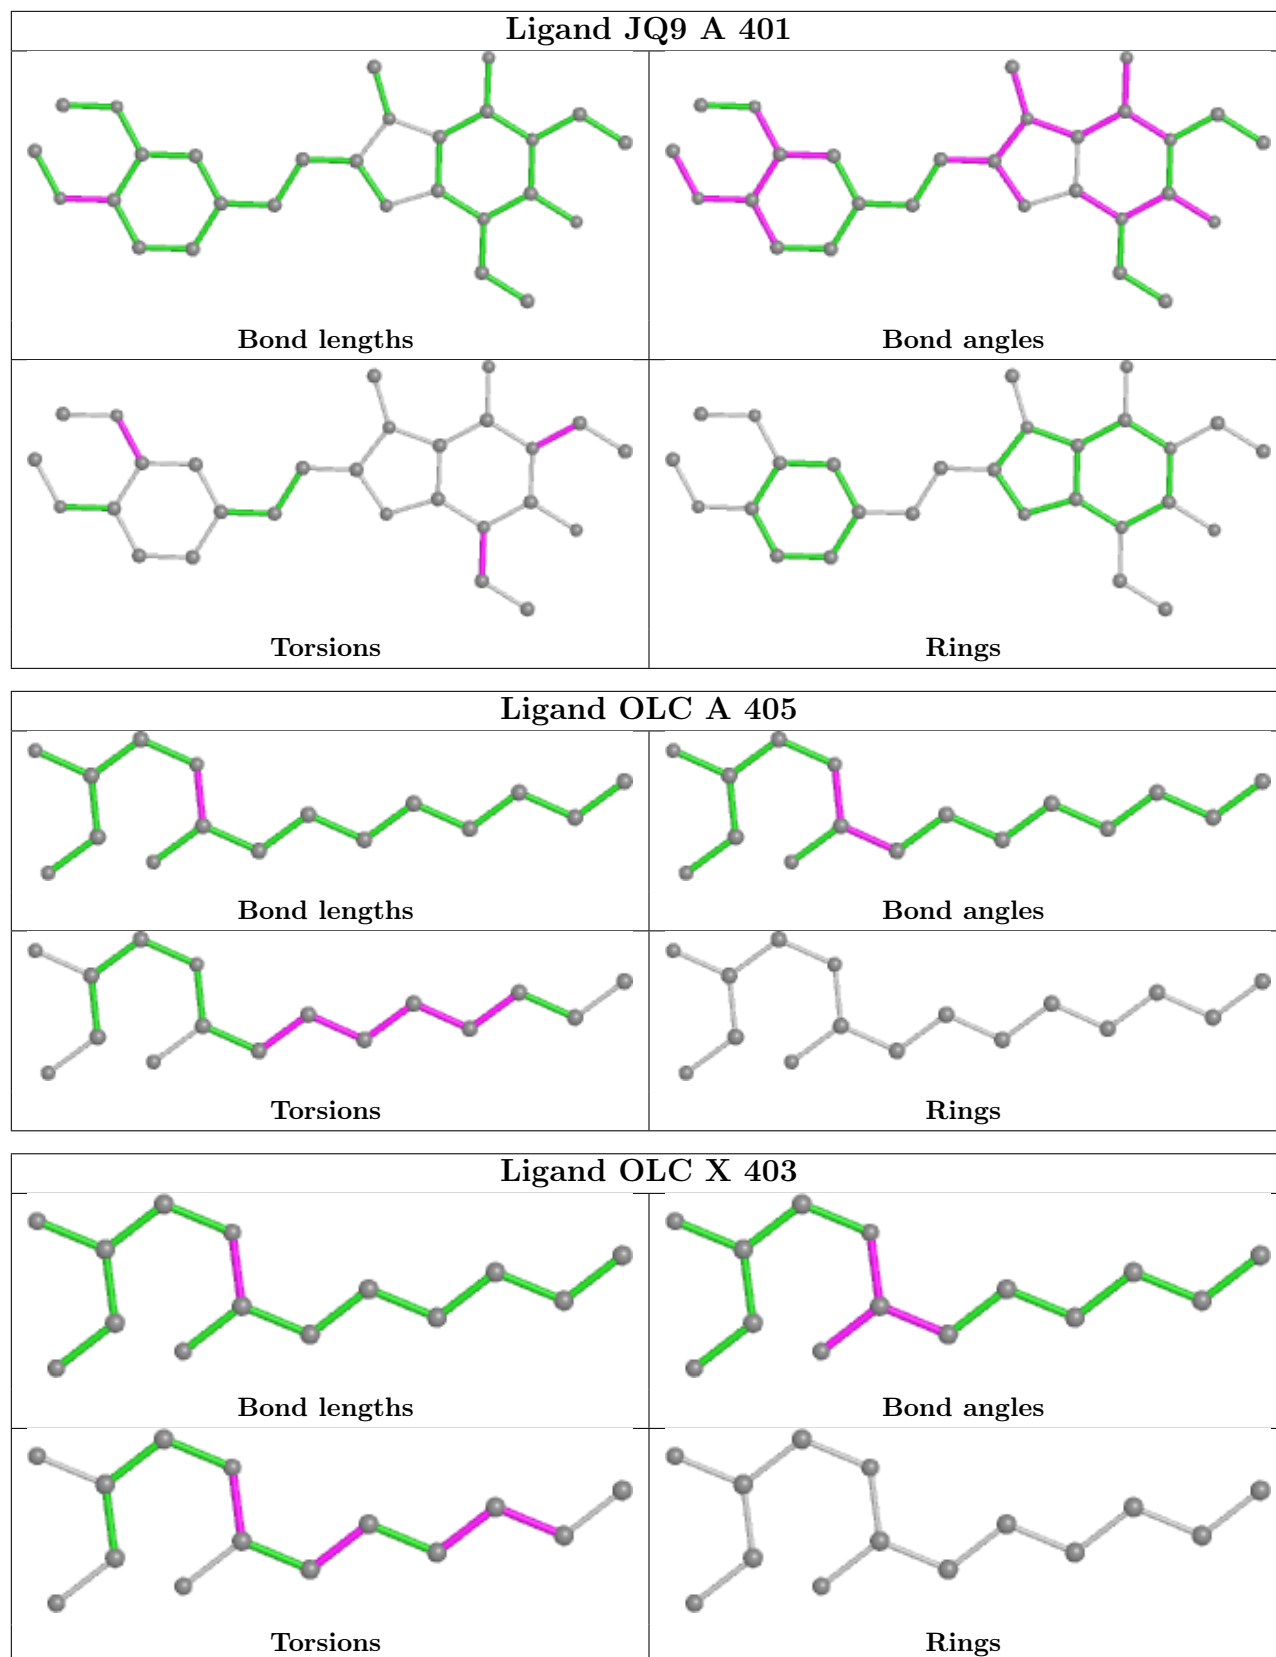 Ligand JQ9 A 401
Bond lengths
Bond angles
Torsions
Rings
Ligand OLC A 405
Bond lengths
Bond angles
Torsions
Rings
Ligand OLC X 403
Bond lengths
Bond angles
Torsions
Rings